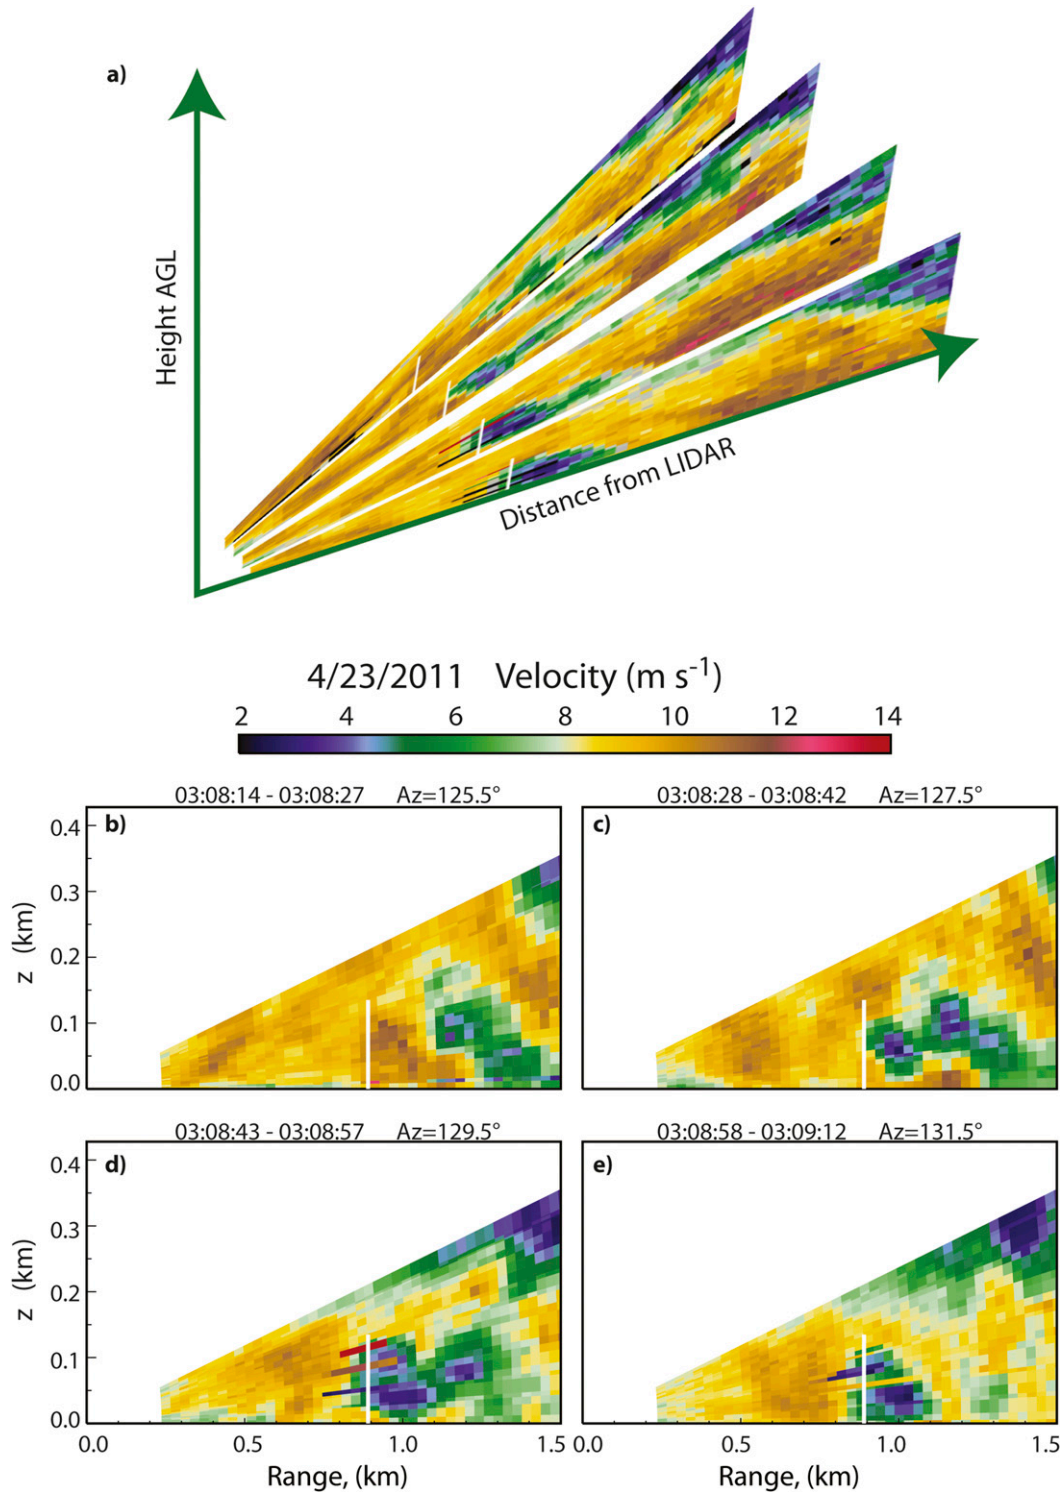 a)
Height AGL
Distance from LIDAR
4/23/2011 Velocity (m s-1)
2 4 6 8 10 12 14
03:08:14 - 03:08:27 Az=125.5°
03:08:28 - 03:08:42 Az=127.5°
b)
c)
0.4
0.3
0.2
0.1
0.0
z (km)
03:08:43 - 03:08:57 Az=129.5°
03:08:58 - 03:09:12 Az=131.5°
d)
e)
0.4
0.3
0.2
0.1
0.0
z (km)
0.0 0.5 1.0 1.5
0.0 0.5 1.0 1.5
Range, (km)
Range, (km)